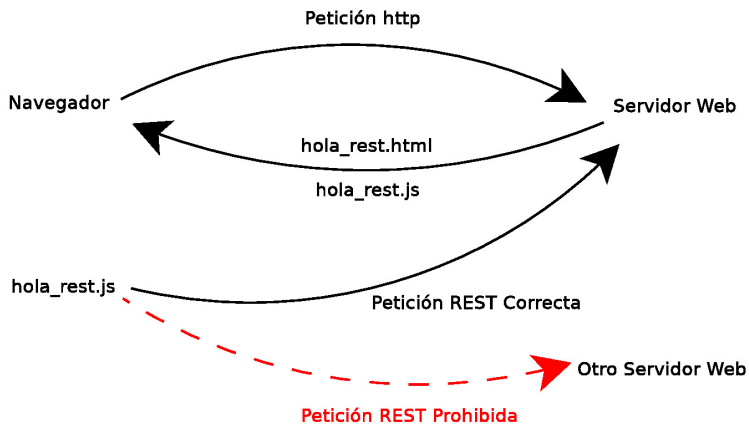 Petición http
Navegador
Servidor Web
hola_rest.html
hola_rest.js
hola_rest.js
Petición REST Correcta
Otro Servidor Web
Petición REST Prohibida